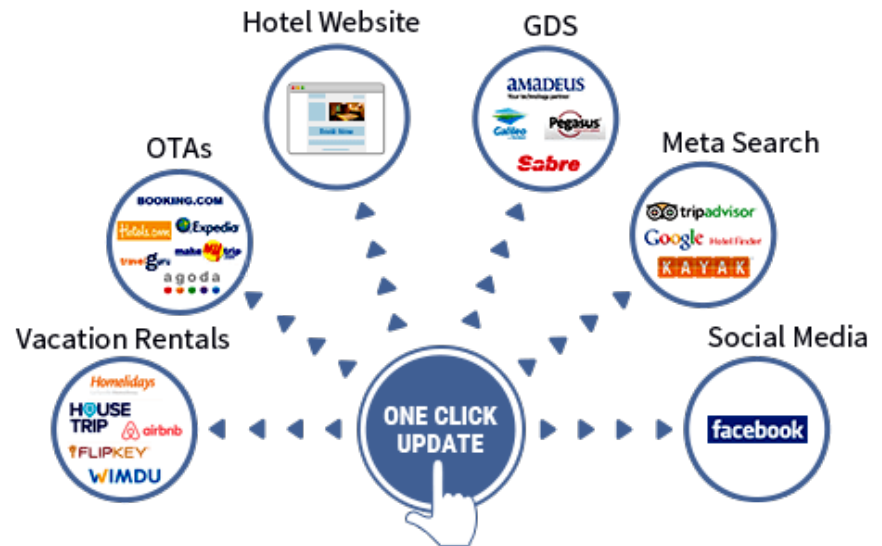 Hotel Website
Book Now
GDS
amadeus
Your technology partner
Galileo
Pegasus
Sabre
OTAs
BOOKING.COM
Hotels.com
Expedia
travelguru
make my trip
agoda
Meta Search
tripadvisor
Google Hotel Finder
KAYAK
Vacation Rentals
Homelidays
HOUSE
TRIP
airbnb
FLIPKEY
WIMDU
ONE CLICK
UPDATE
Social Media
facebook